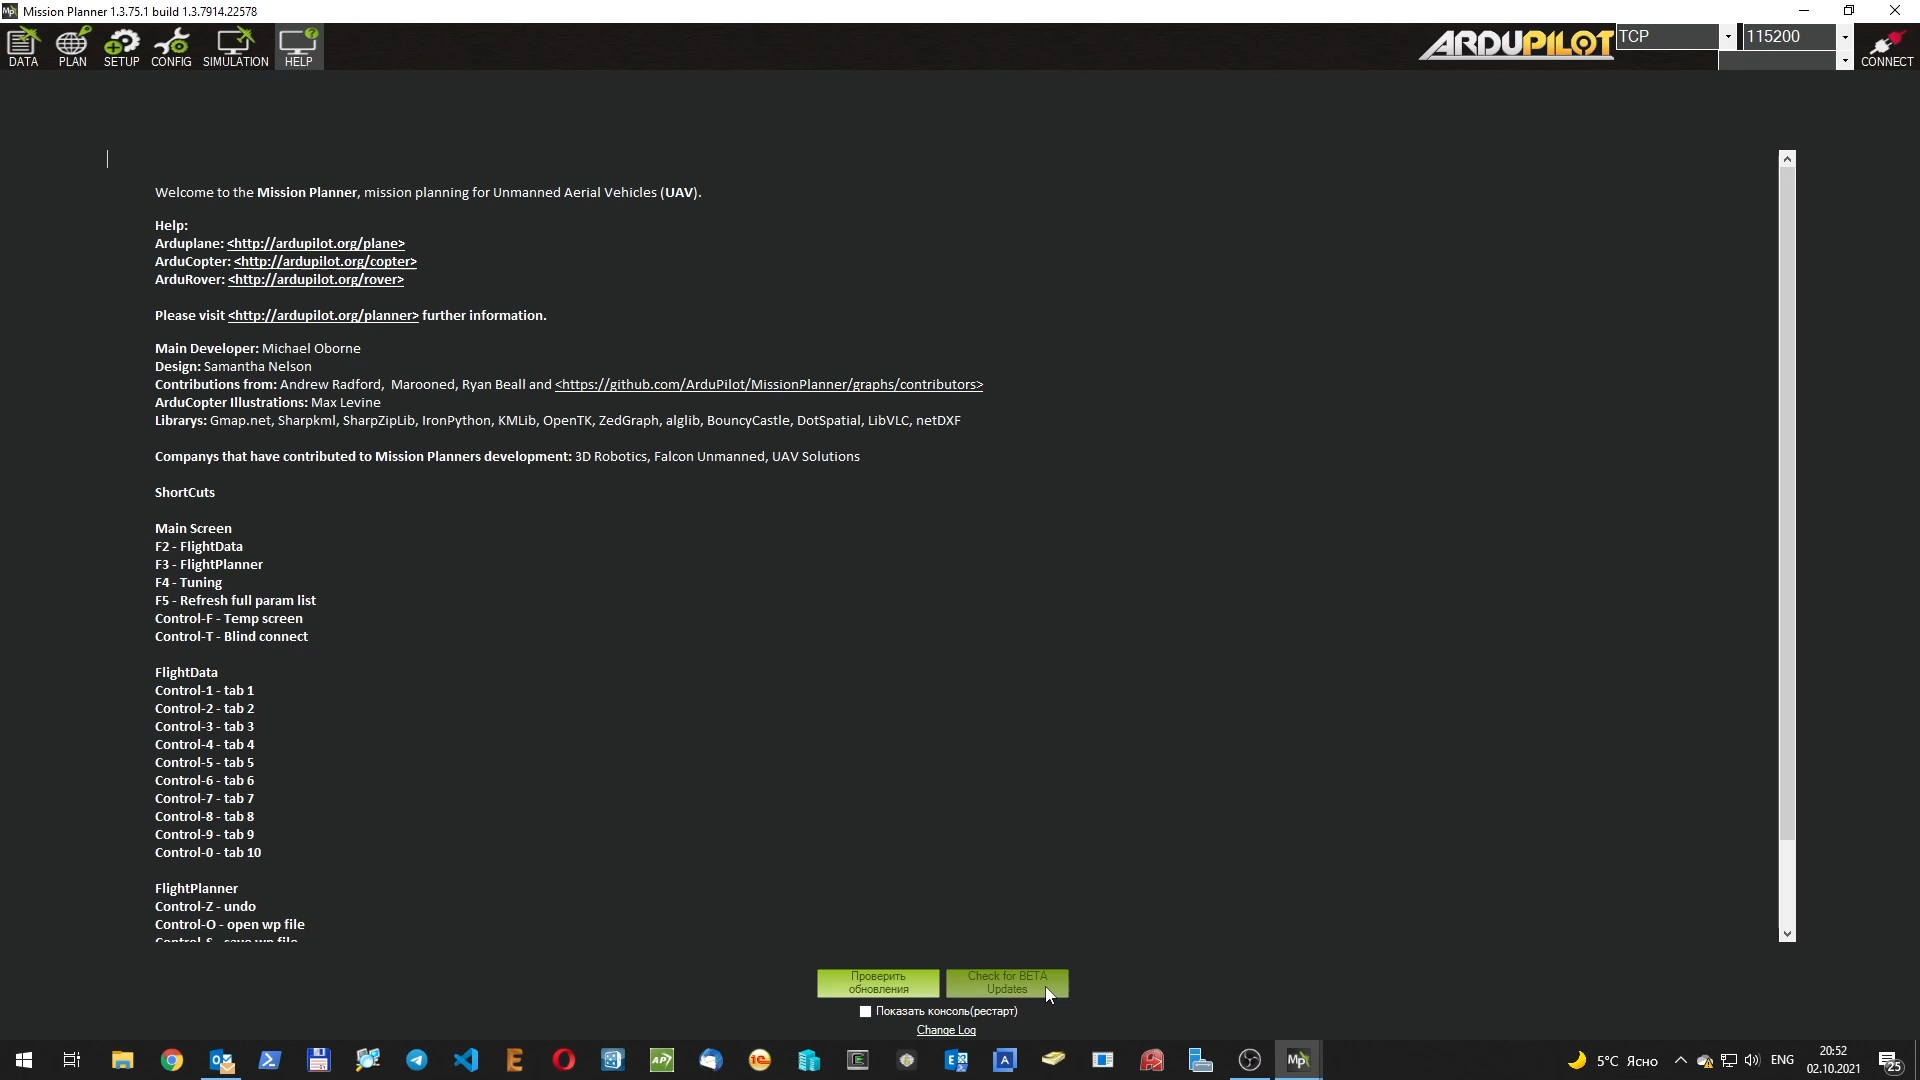 Mission Planner 1.3.75.1 build 1.3.7914.22578
DATA PLAN SETUP CONFIG SIMULATION HELP
ARDUPILOT
TCP 115200
CONNECT
Welcome to the Mission Planner, mission planning for Unmanned Aerial Vehicles (UAV).
Help:
Arduplane: <http://ardupilot.org/plane>
ArduCopter: <http://ardupilot.org/copter>
ArduRover: <http://ardupilot.org/rover>
Please visit <http://ardupilot.org/planner> further information.
Main Developer: Michael Oborne
Design: Samantha Nelson
Contributions from: Andrew Radford, Marooned, Ryan Beall and <https://github.com/ArduPilot/MissionPlanner/graphs/contributors>
ArduCopter Illustrations: Max Levine
Librarys: Gmap.net, Sharpkml, SharpZipLib, IronPython, KMLib, OpenTK, ZedGraph, alglib, BouncyCastle, DotSpatial, LibVLC, netDXF
Companys that have contributed to Mission Planners development: 3D Robotics, Falcon Unmanned, UAV Solutions
ShortCuts
Main Screen
F2 - FlightData
F3 - FlightPlanner
F4 - Tuning
F5 - Refresh full param list
Control-F - Temp screen
Control-T - Blind connect
FlightData
Control-1 - tab 1
Control-2 - tab 2
Control-3 - tab 3
Control-4 - tab 4
Control-5 - tab 5
Control-6 - tab 6
Control-7 - tab 7
Control-8 - tab 8
Control-9 - tab 9
Control-0 - tab 10
FlightPlanner
Control-Z - undo
Control-O - open wp file
Control-S - save wp file
Проверить
обновления
Check for BETA
Updates
Показать консоль(рестарт)
Change Log
5°C Ясно
ENG
20:52
02.10.2021
25